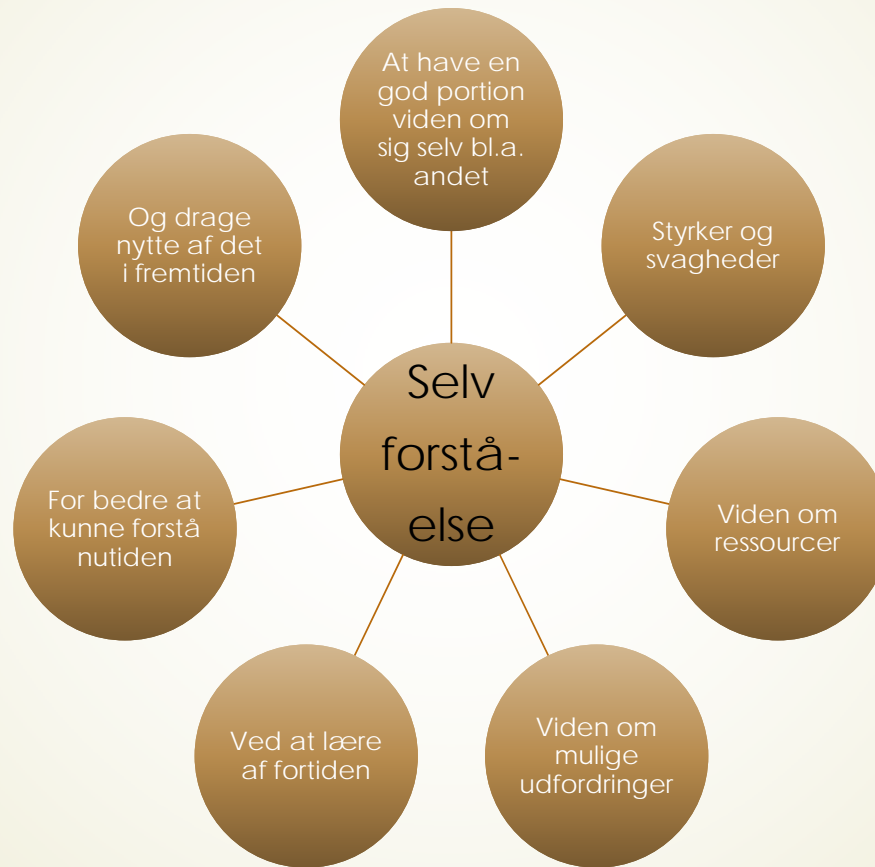 At have en
god portion
viden om
sig selv bl.a.
andet
Styrker og
svagheder
Viden om
ressourcer
Viden om
mulige
udfordringer
Ved at lære
af fortiden
For bedre at
kunne forstå
nutiden
Og drage
nytte af det
i fremtiden
Selv
forstå-
else